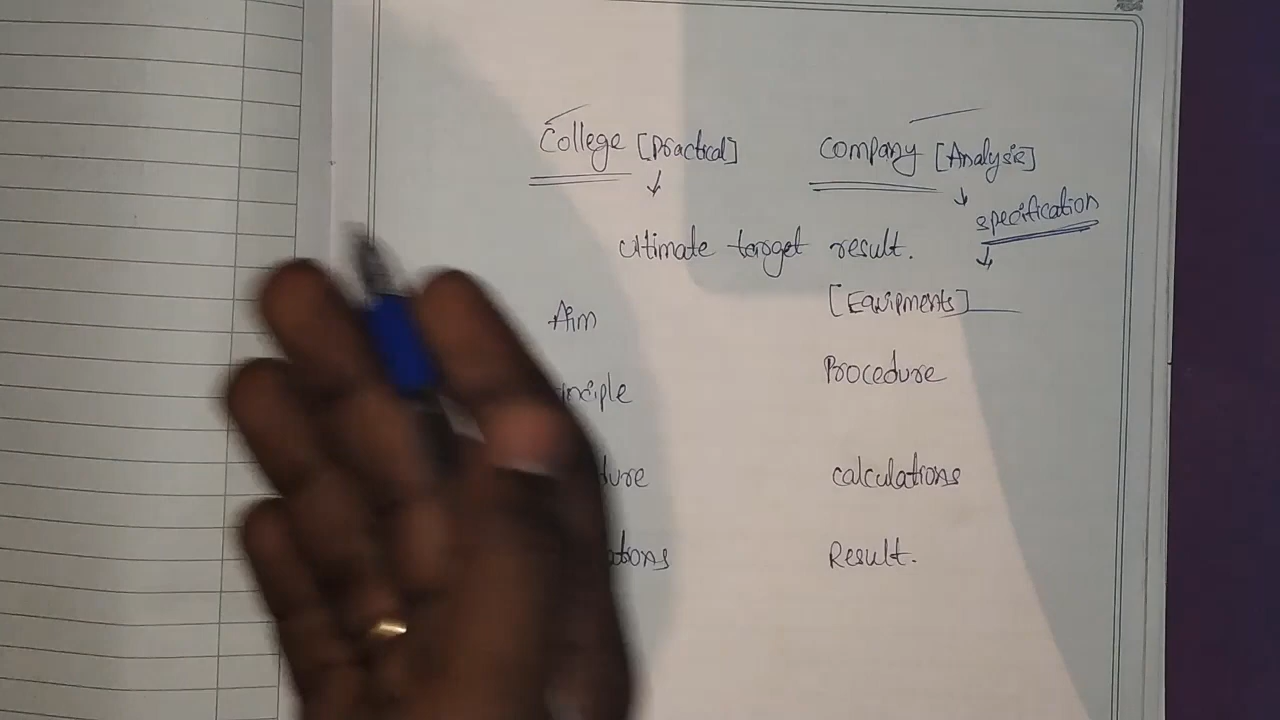 College [Practical] Company [Analysis]
specification
Ultimate target result.
[Equipments]
Aim
Procedure
calculations
Result.